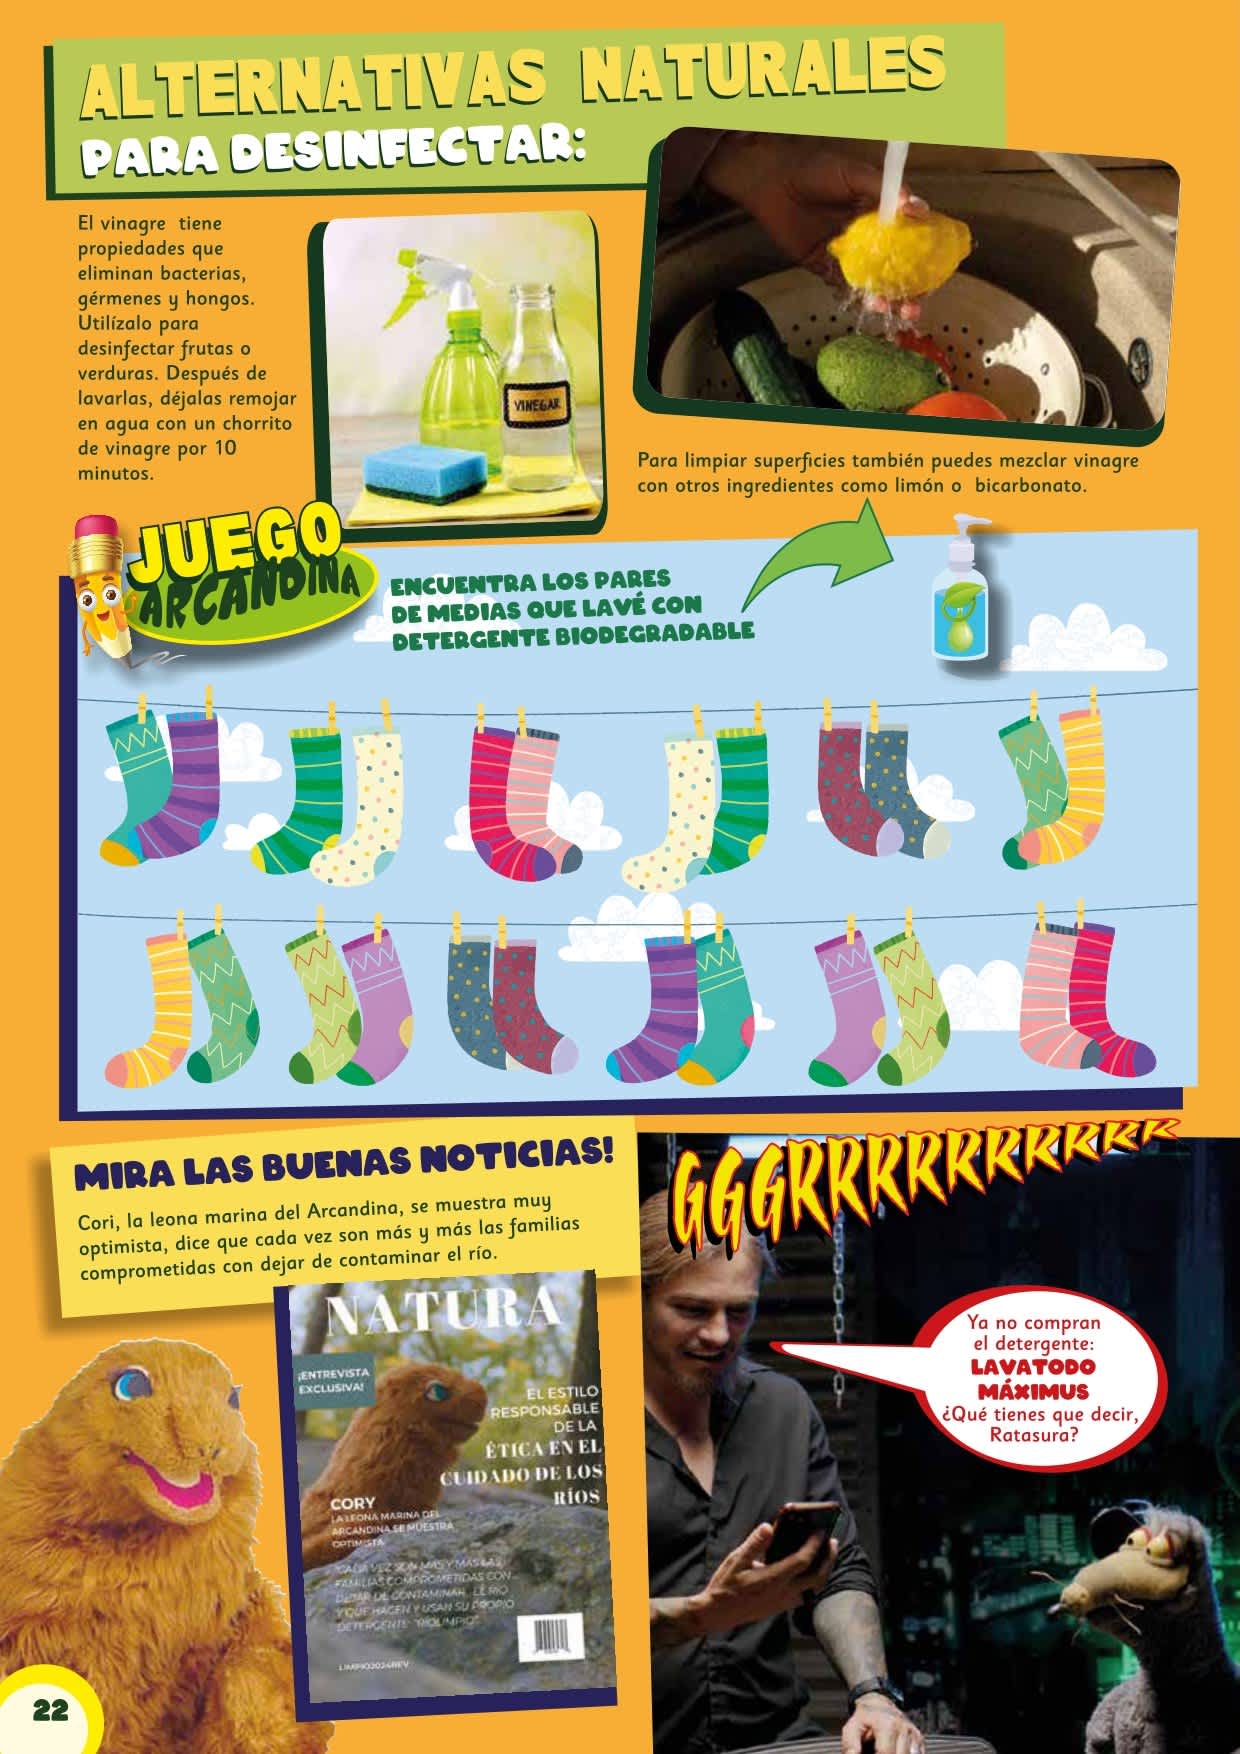 ALTERNATIVAS NATURALES
PARA DESINFECTAR:
El vinagre tiene
propiedades que
eliminan bacterias,
gérmenes y hongos.
Utilízalo para
desinfectar frutas o
verduras. Después de
lavarlas, déjalas remojar
en agua con un chorrito
de vinagre por 10
minutos.
VINEGAR
Para limpiar superficies también puedes mezclar vinagre
con otros ingredientes como limón o bicarbonato.
JUEGO
ARCANDINA
ENCUENTRA LOS PARES
DE MEDIAS QUE LAVÉ CON
DETERGENTE BIODEGRADABLE
MIRA LAS BUENAS NOTICIAS!
Cori, la leona marina del Arcandina, se muestra muy
optimista, dice que cada vez son más y más las familias
comprometidas con dejar de contaminar el río.
NATURA
¡ENTREVISTA
EXCLUSIVA!
EL ESTILO
RESPONSABLE
DE LA
ÉTICA EN EL
CUIDADO DE LOS
RÍOS
CORY
LA LEONA MARINA DEL
ARCANDINA SE MUESTRA
OPTIMISTA
"CADA VEZ SON MAS Y MAS LAS
FAMILIAS COMPROMETIDAS CON
DEJAR DE CONTAMINAR LE RIO
Y QUE HACEN Y USAN SU PROPIO
DETERGENTE "RIOLIMPIO"
LIMPIO2024REV
GGGRRRRRRRRRRRR
Ya no compran
el detergente:
LAVATODO
MÁXIMUS
¿Qué tienes que decir,
Ratasura?
22